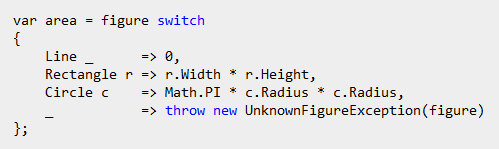 var area = figure switch
{
    Line _      => 0,
    Rectangle r => r.Width * r.Height,
    Circle c    => Math.PI * c.Radius * c.Radius,
    _           => throw new UnknownFigureException(figure)
};